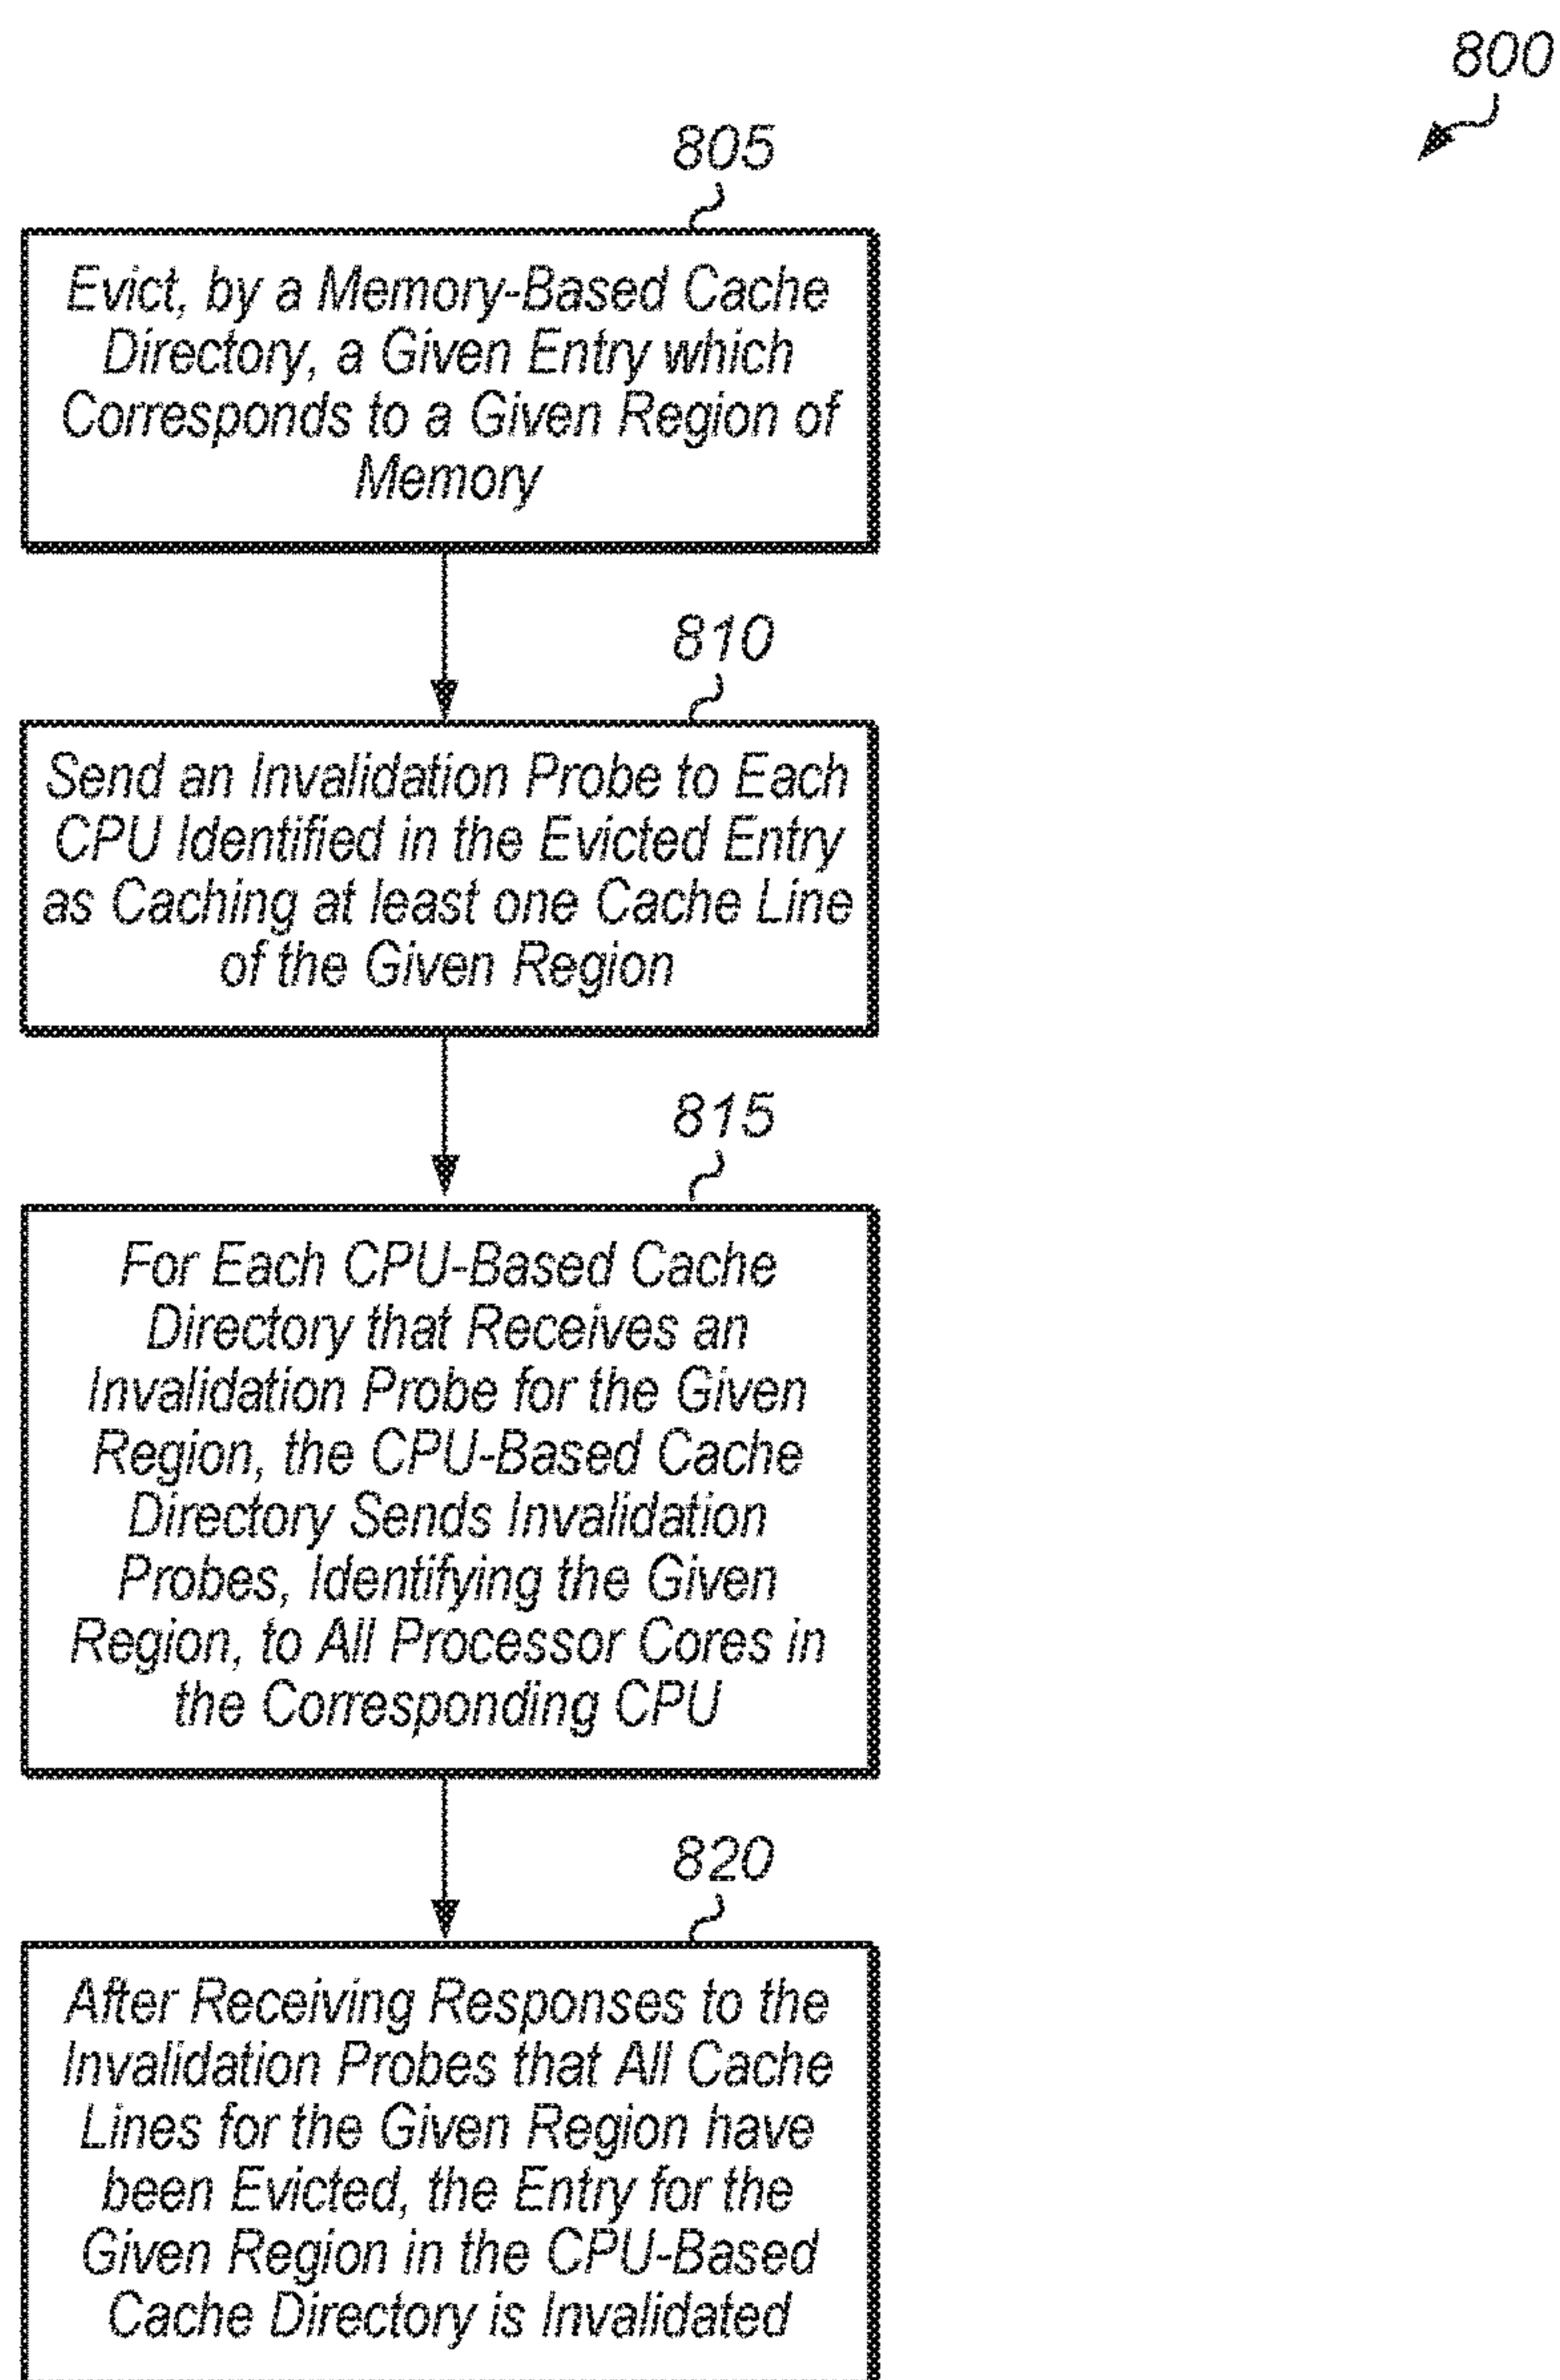 800
805
Evict, by a Memory-Based Cache
Directory, a Given Entry which
Corresponds to a Given Region of
Memory
810
Send an Invalidation Probe to Each
CPU Identified in the Evicted Entry
as Caching at least one Cache Line
of the Given Region
815
For Each CPU-Based Cache
Directory that Receives an
Invalidation Probe for the Given
Region, the CPU-Based Cache
Directory Sends Invalidation
Probes, Identifying the Given
Region, to All Processor Cores in
the Corresponding CPU
820
After Receiving Responses to the
Invalidation Probes that All Cache
Lines for the Given Region have
been Evicted, the Entry for the
Given Region in the CPU-Based
Cache Directory is Invalidated